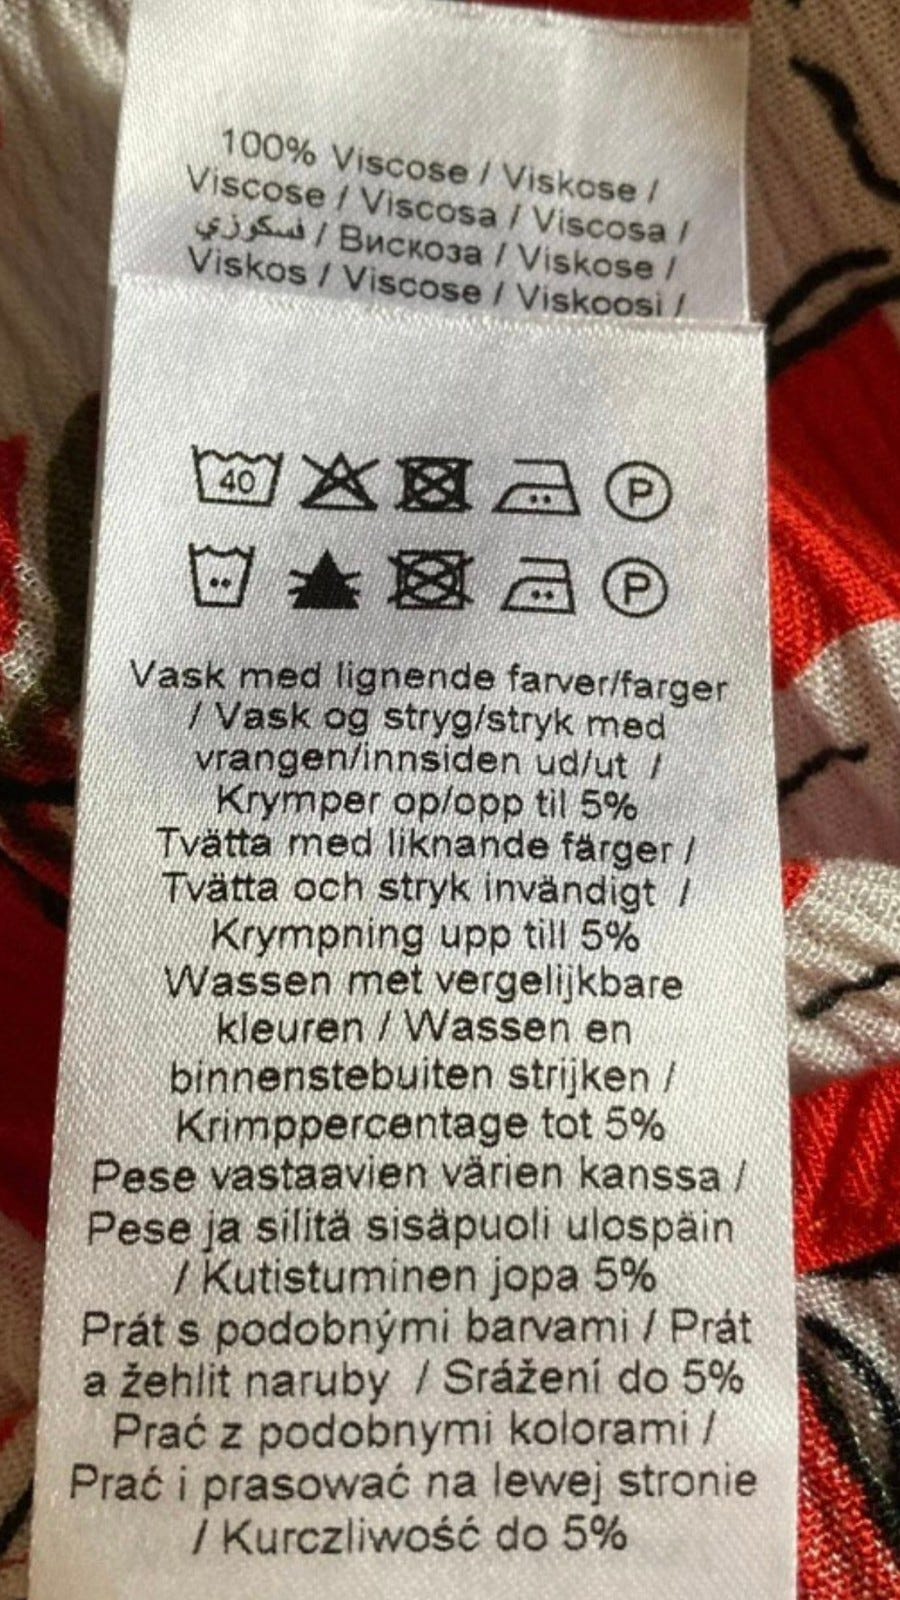 100% Viscose / Viskose /
Viscose / Viscosa / Viscosa /
فسكوزي / Вискоза / Viskose /
Viskos / Viscose / Viskoosi /
40 P
P
Vask med lignende farver/farger
/ Vask og stryg/stryk med
vrangen/innsiden ud/ut /
Krymper op/opp til 5%
Tvätta med liknande färger /
Tvätta och stryk invändigt /
Krympning upp till 5%
Wassen met vergelijkbare
kleuren / Wassen en
binnenstebuiten strijken /
Krimppercentage tot 5%
Pese vastaavien värien kanssa /
Pese ja silitä sisäpuoli ulospäin
/ Kutistuminen jopa 5%
Prát s podobnými barvami / Prát
a žehlit naruby / Srážení do 5%
Prać z podobnymi kolorami /
Prać i prasować na lewej stronie
/ Kurczliwość do 5%